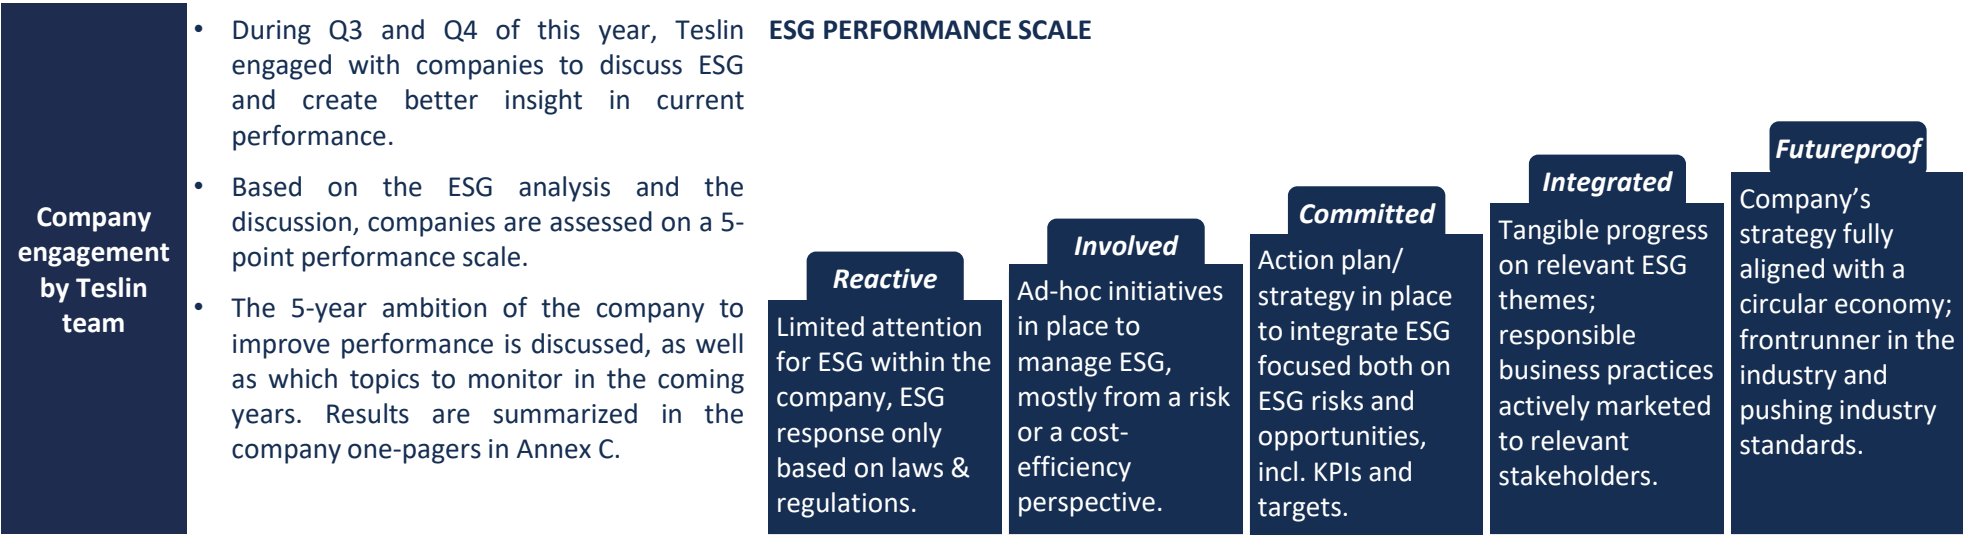 Company
engagement
by Teslin
team
• During Q3 and Q4 of this year, Teslin
engaged with companies to discuss ESG
and create better insight in current
performance.
• Based on the ESG analysis and the
discussion, companies are assessed on a 5-
point performance scale.
• The 5-year ambition of the company to
improve performance is discussed, as well
as which topics to monitor in the coming
years. Results are summarized in the
company one-pagers in Annex C.
ESG PERFORMANCE SCALE
Reactive
Limited attention
for ESG within the
company, ESG
response only
based on laws &
regulations.
Involved
Ad-hoc initiatives
in place to
manage ESG,
mostly from a risk
or a cost-
efficiency
perspective.
Committed
Action plan/
strategy in place
to integrate ESG
focused both on
ESG risks and
opportunities,
incl. KPIs and
targets.
Integrated
Tangible progress
on relevant ESG
themes;
responsible
business practices
actively marketed
to relevant
stakeholders.
Futureproof
Company’s
strategy fully
aligned with a
circular economy;
frontrunner in the
industry and
pushing industry
standards.